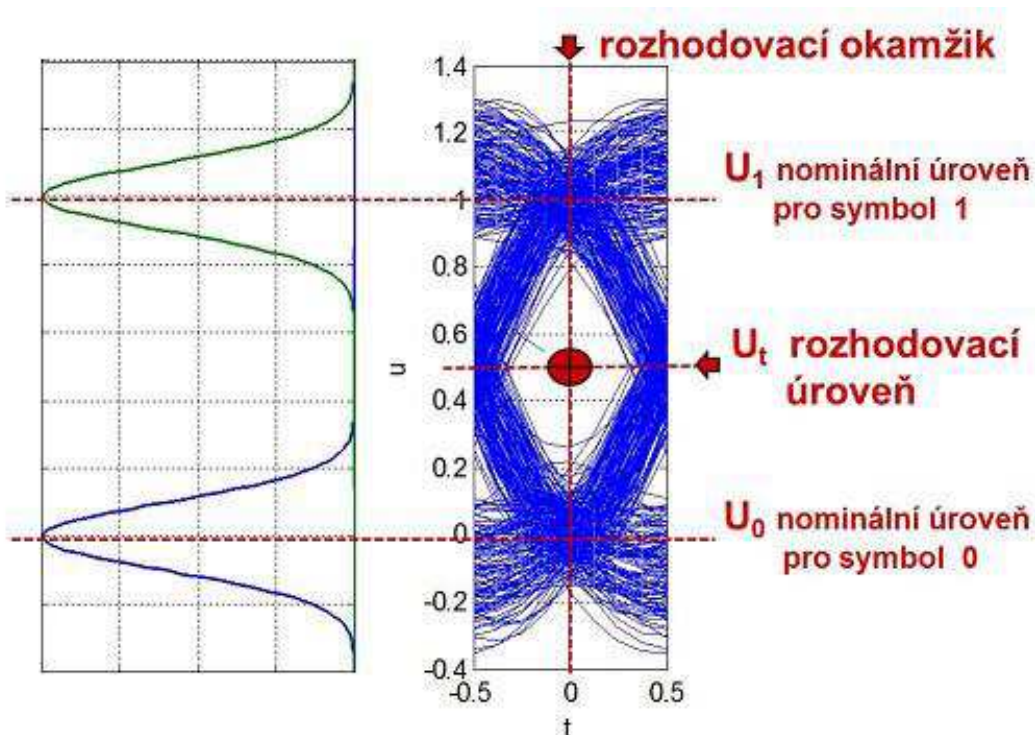 rozhodovací okamžik
1.4
1.2
1
0.8
0.6
0.4
0.2
0
-0.2
-0.4
u
-0.5
0
0.5
t
U1 nominální úroveň
pro symbol 1
Ut rozhodovací
úroveň
U0 nominální úroveň
pro symbol 0